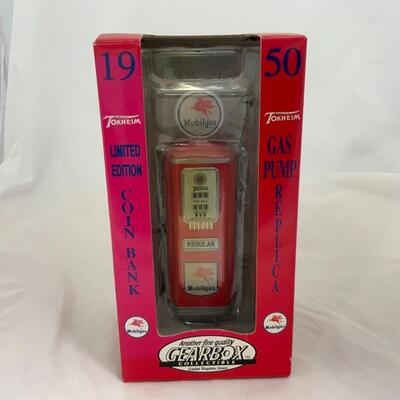 19
50
TOKHEIM
TOKHEIM
LIMITED
EDITION
COIN BANK
GAS
PUMP
REPLICA
Mobilgas
REGULAR
Mobilgas
Mobilgas
Mobilgas
Another fine quality
GEARBOX
COLLECTIBLE
Cedar Rapids, Iowa